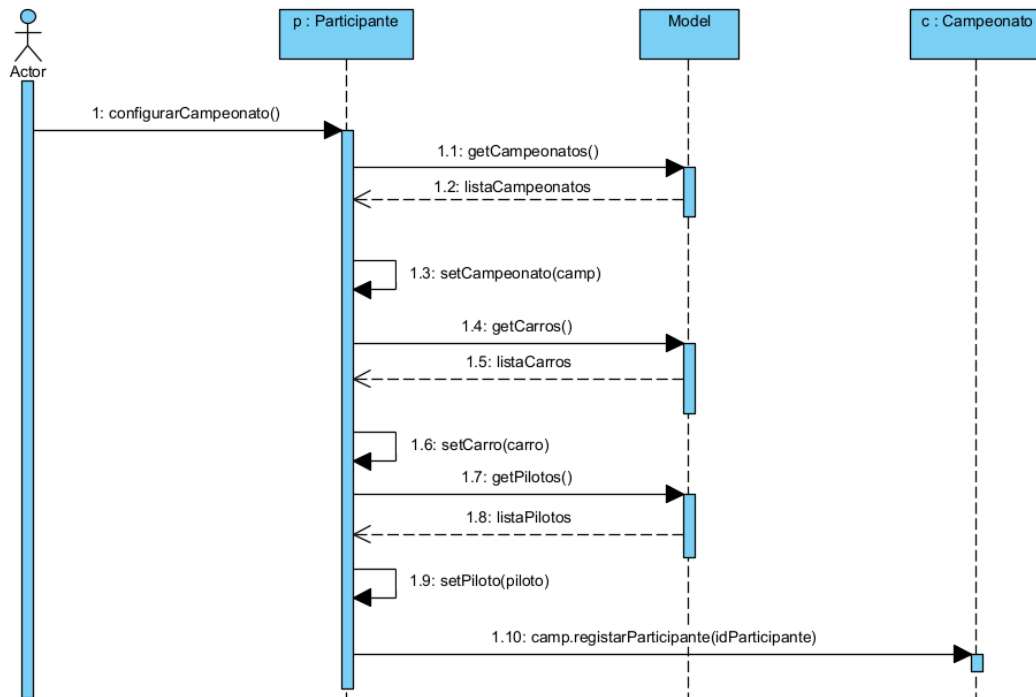 p : Participante
Model
c : Campeonato
Actor
1: configurarCampeonato()
1.1: getCampeonatos()
1.2: listaCampeonatos
1.3: setCampeonato(camp)
1.4: getCarros()
1.5: listaCarros
1.6: setCarro(carro)
1.7: getPilotos()
1.8: listaPilotos
1.9: setPiloto(piloto)
1.10: camp.registarParticipante(idParticipante)